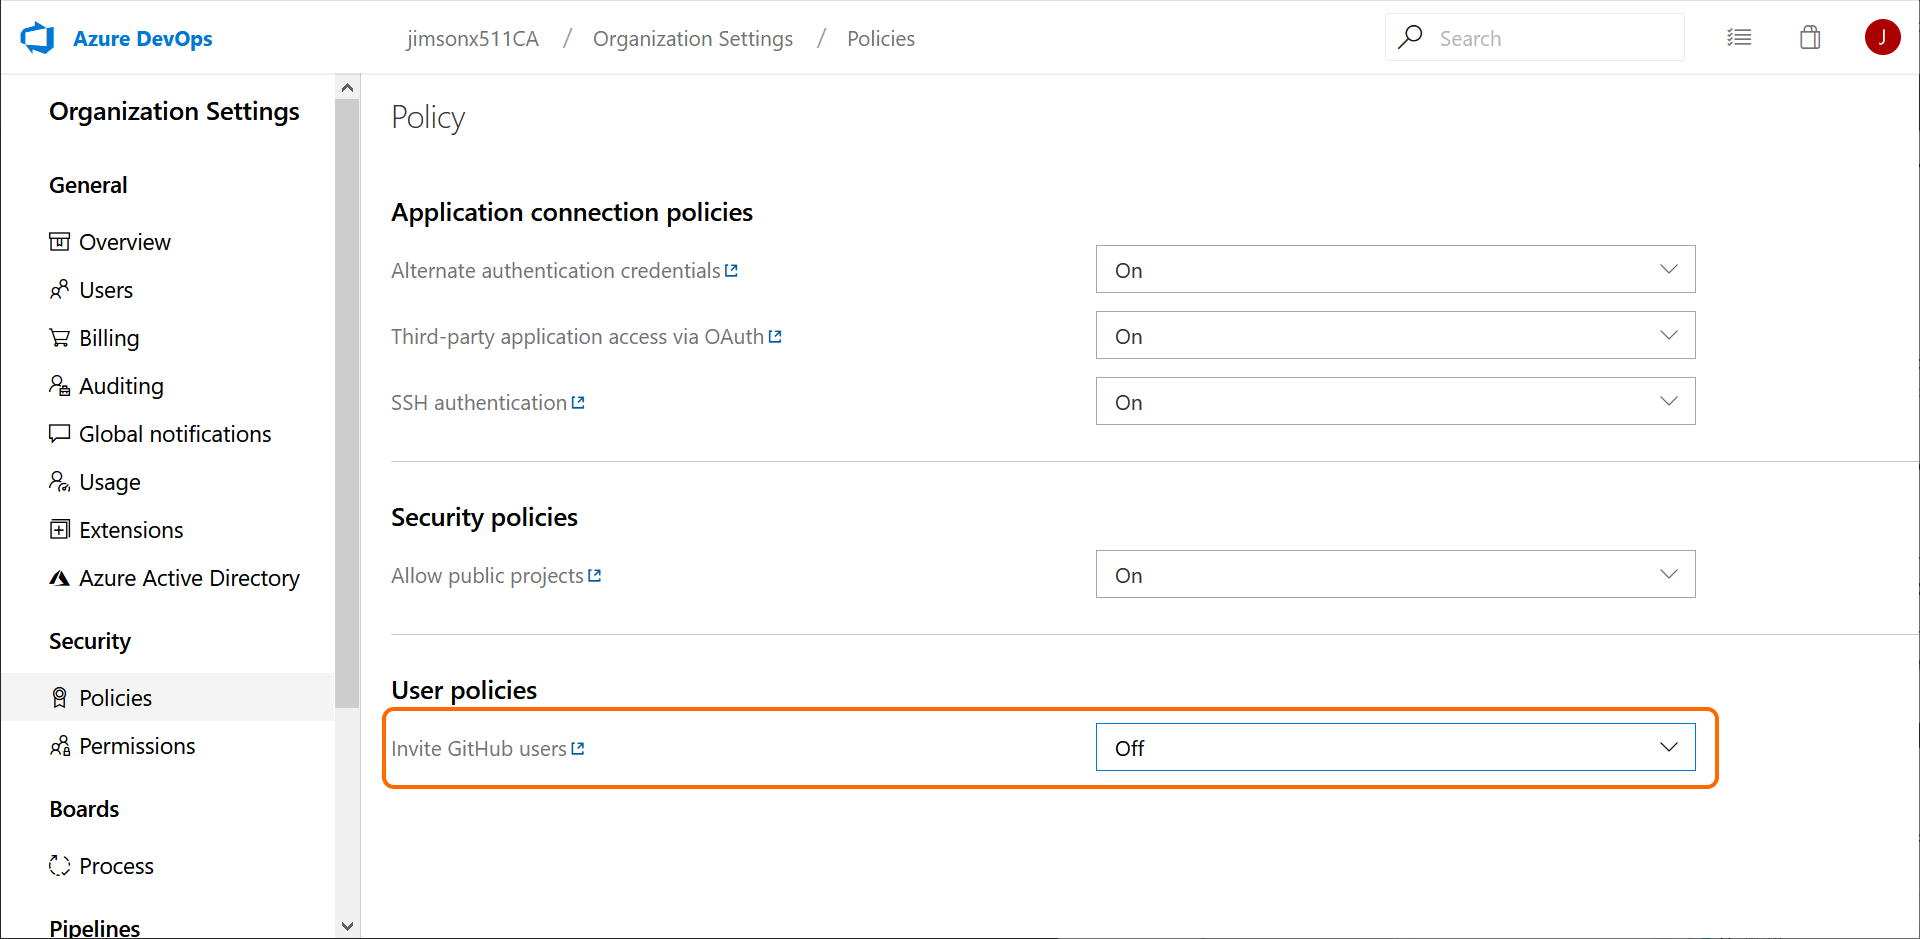 Azure DevOps
jimsonx511CA / Organization Settings / Policies
Search
J
Organization Settings
General
Overview
Users
Billing
Auditing
Global notifications
Usage
Extensions
Azure Active Directory
Security
Policies
Permissions
Boards
Process
Pipelines
Policy
Application connection policies
Alternate authentication credentials On
Third-party application access via OAuth On
SSH authentication On
Security policies
Allow public projects On
User policies
Invite GitHub users Off